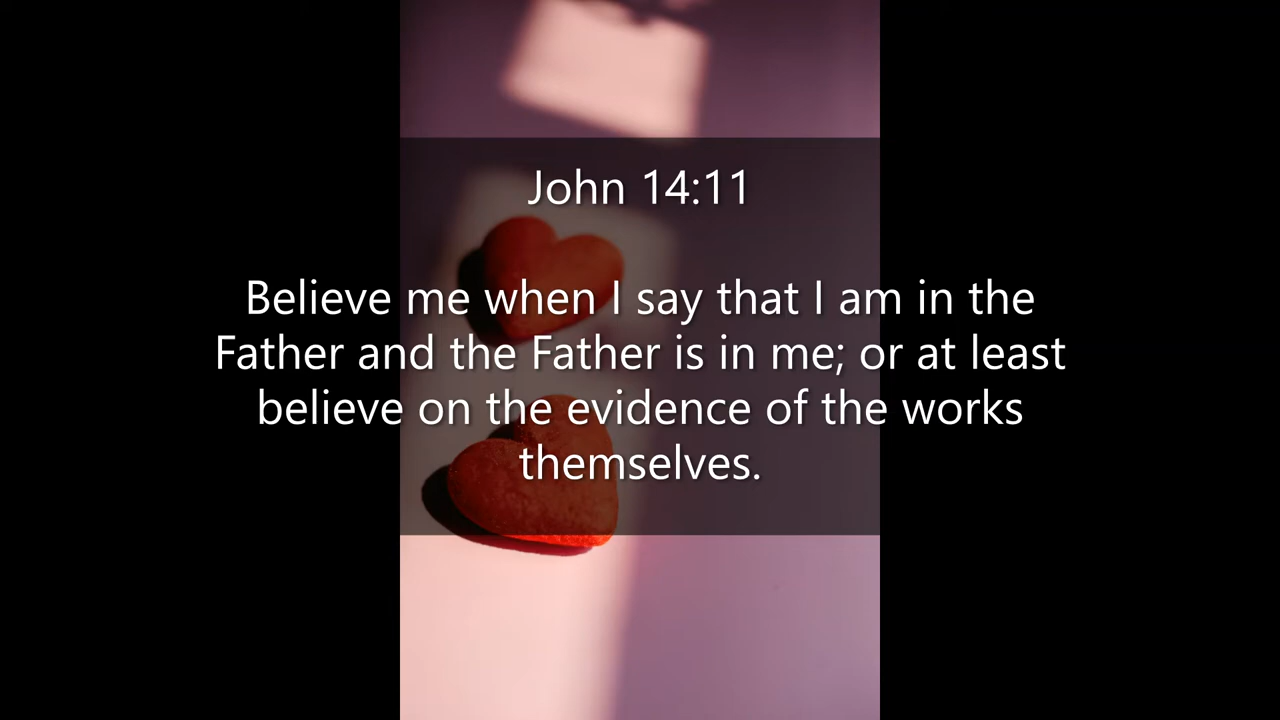 John 14:11
Believe me when I say that I am in the
Father and the Father is in me; or at least
believe on the evidence of the works
themselves.